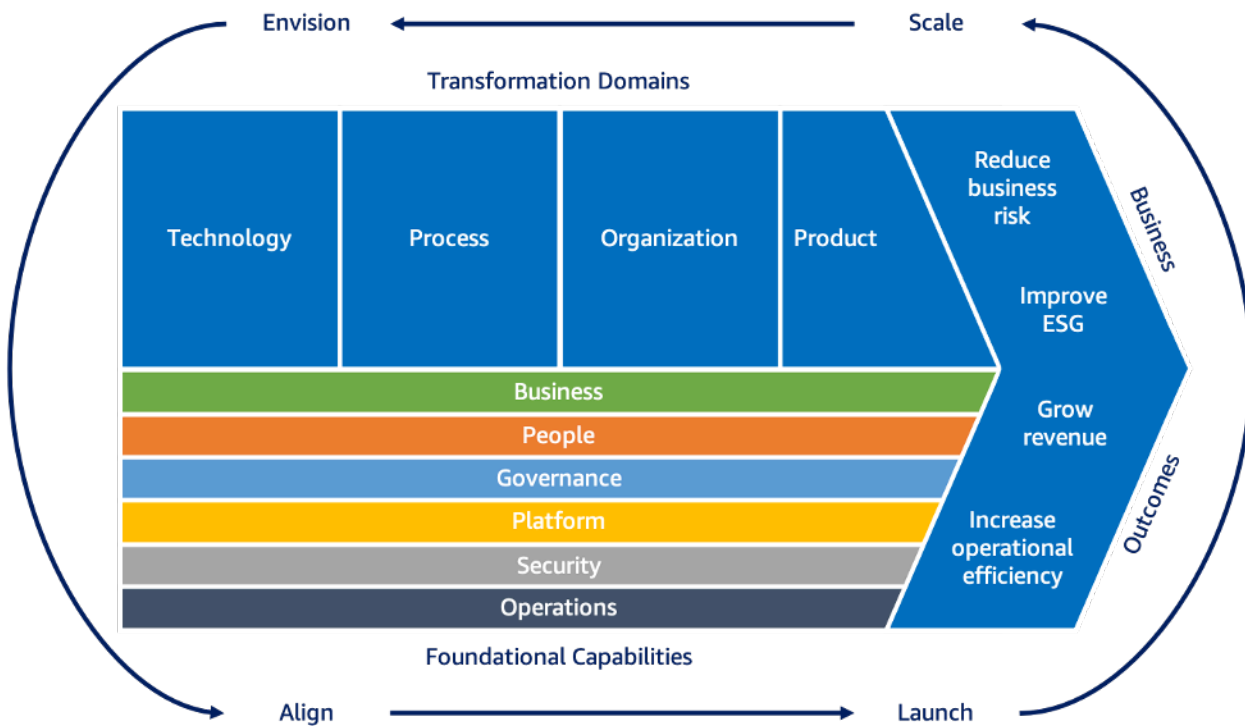 Envision
Scale
Transformation Domains
Technology
Process
Organization
Product
Reduce
business
risk
Improve
ESG
Grow
revenue
Increase
operational
efficiency
Business
Outcomes
Business
People
Governance
Platform
Security
Operations
Foundational Capabilities
Align
Launch